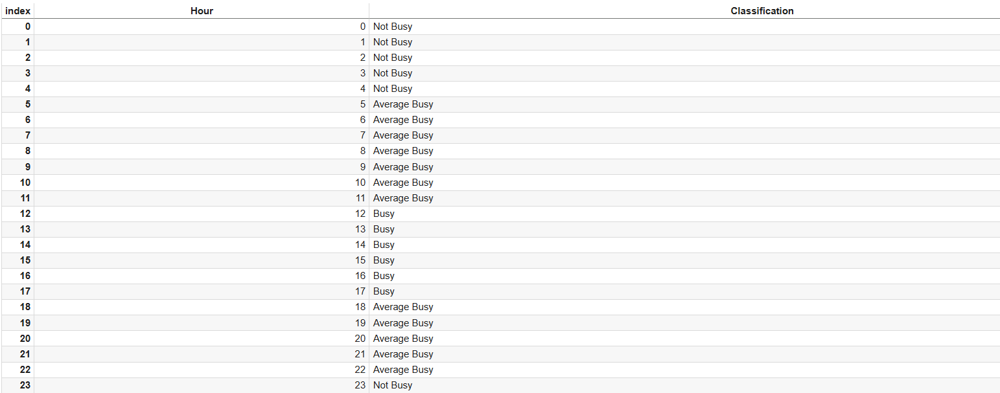 index Hour Classification
0 0 Not Busy
1 1 Not Busy
2 2 Not Busy
3 3 Not Busy
4 4 Not Busy
5 5 Average Busy
6 6 Average Busy
7 7 Average Busy
8 8 Average Busy
9 9 Average Busy
10 10 Average Busy
11 11 Average Busy
12 12 Busy
13 13 Busy
14 14 Busy
15 15 Busy
16 16 Busy
17 17 Busy
18 18 Average Busy
19 19 Average Busy
20 20 Average Busy
21 21 Average Busy
22 22 Average Busy
23 23 Not Busy